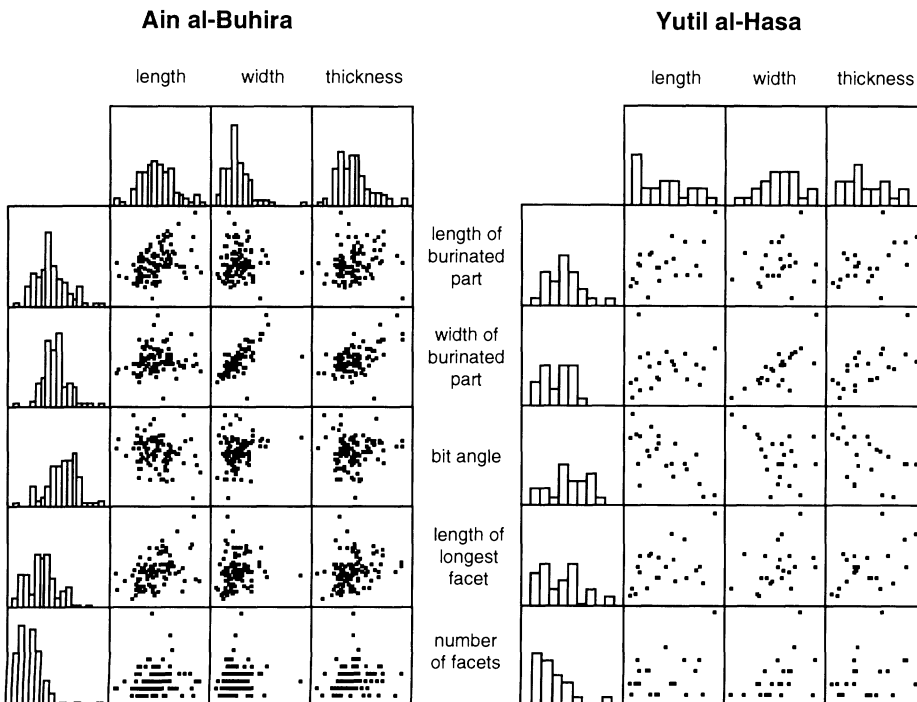 Ain al-Buhira
Yutil al-Hasa
length width thickness
length width thickness
length of
burinated
part
width of
burinated
part
bit angle
length of
longest
facet
number
of facets